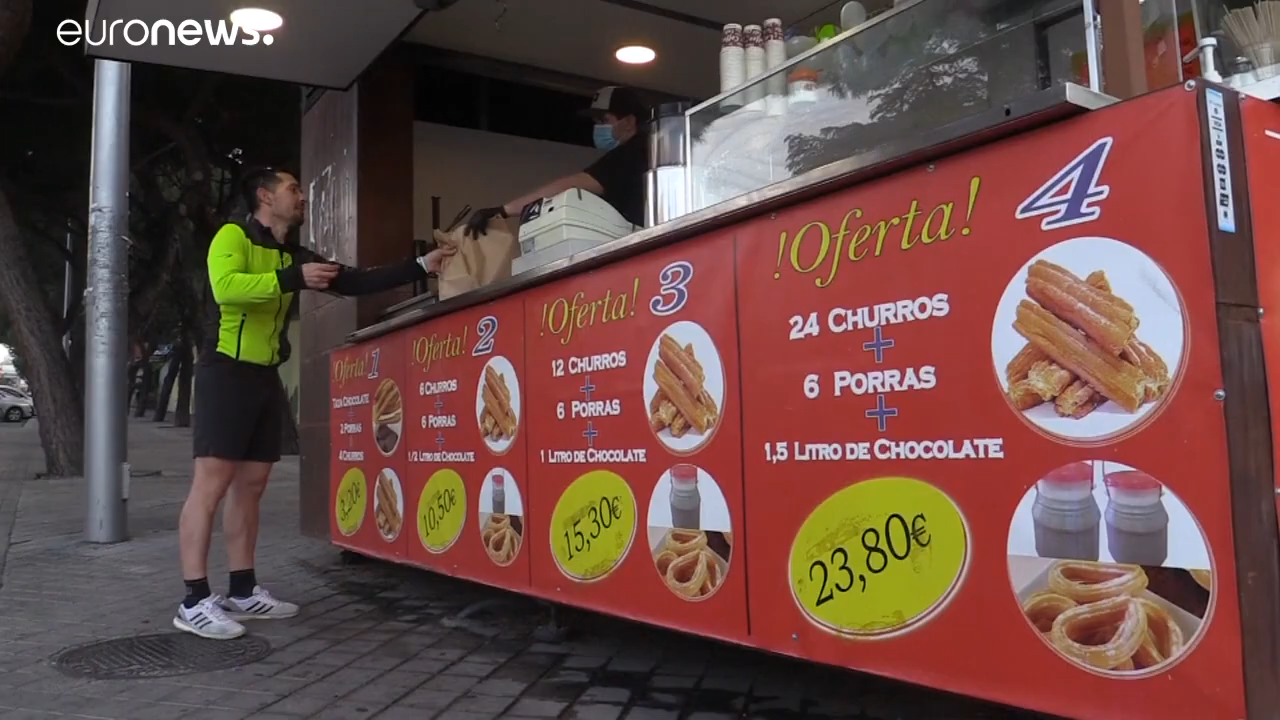 euronews.
!Oferta! 1
Taza Chocolate
+
2 Porras
+
4 Churros
3,20€
!Oferta! 2
6 Churros
+
6 Porras
+
1/2 Litro de Chocolate
10,50€
!Oferta! 3
12 Churros
+
6 Porras
+
1 Litro de Chocolate
15,30€
!Oferta! 4
24 Churros
+
6 Porras
+
1,5 Litro de Chocolate
23,80€